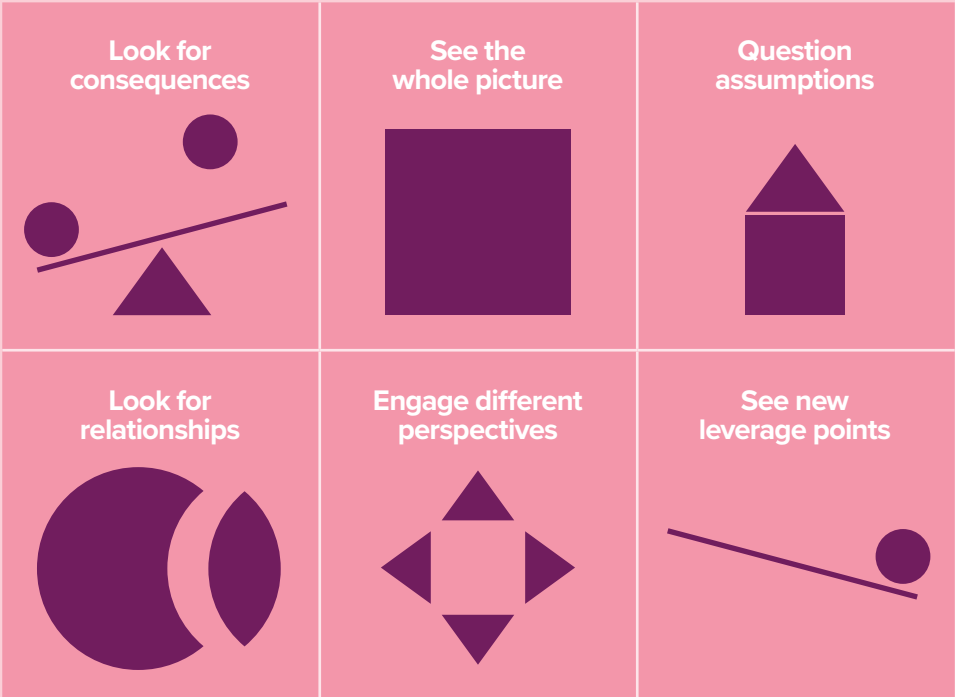 Look for
consequences
See the
whole picture
Question
assumptions
Look for
relationships
Engage different
perspectives
See new
leverage points